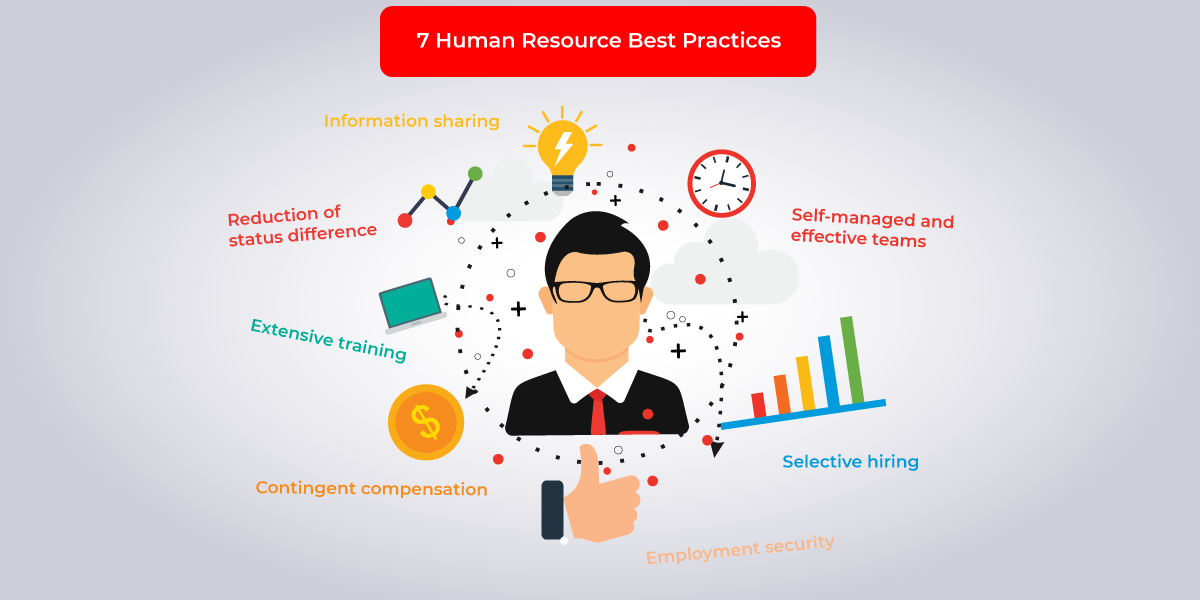 7 Human Resource Best Practices
Information sharing
Reduction of
status difference
Self-managed and
effective teams
Extensive training
Selective hiring
Contingent compensation
Employment security
$